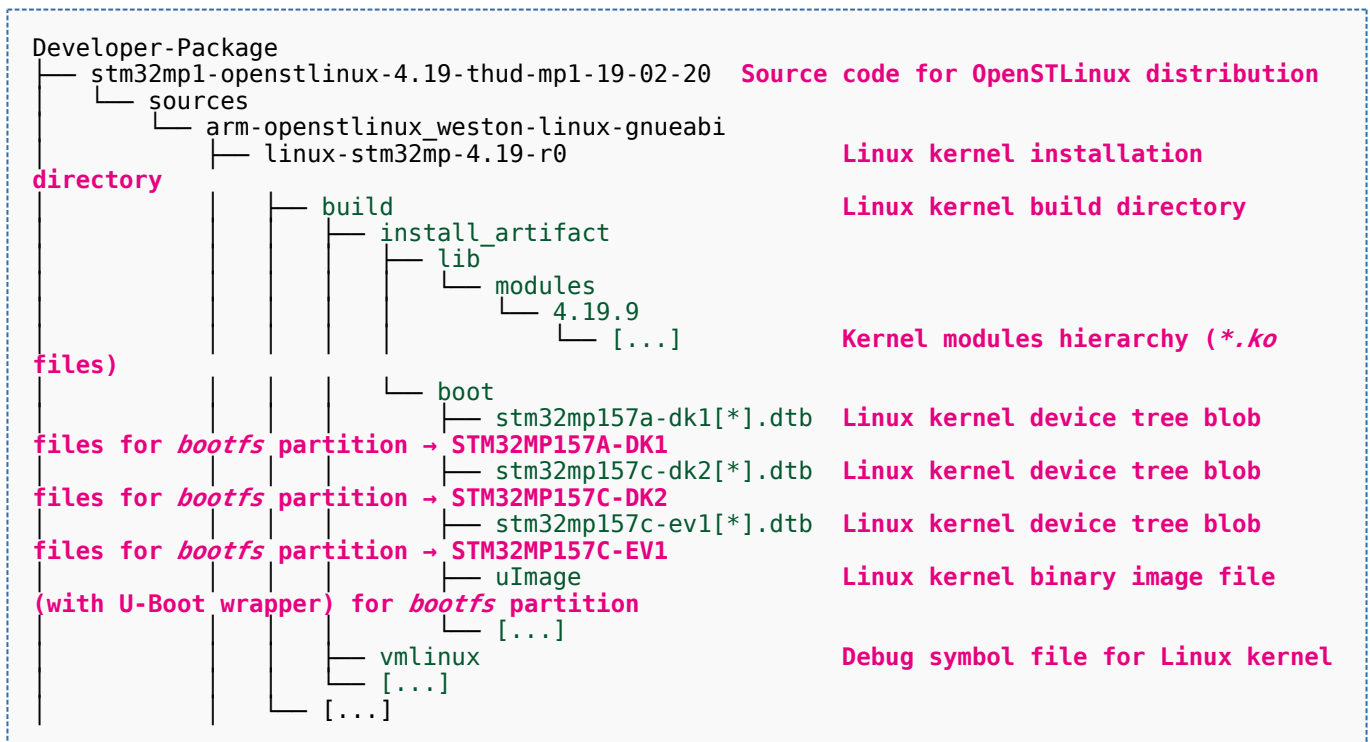 Developer-Package
├── stm32mp1-openstlinux-4.19-thud-mp1-19-02-20  Source code for OpenSTLinux distribution
│   └── sources
│       └── arm-openstlinux_weston-linux-gnueabi
│           ├── linux-stm32mp-4.19-r0                   Linux kernel installation
directory
│           │   ├── build                               Linux kernel build directory
│           │   │   ├── install_artifact
│           │   │   │   ├── lib
│           │   │   │   │   └── modules
│           │   │   │   │       └── 4.19.9
│           │   │   │   │           └── [...]           Kernel modules hierarchy (*.ko
files)
│           │   │   │   └── boot
│           │   │   │       ├── stm32mp157a-dk1[*].dtb  Linux kernel device tree blob
files for bootfs partition → STM32MP157A-DK1
│           │   │   │       ├── stm32mp157c-dk2[*].dtb  Linux kernel device tree blob
files for bootfs partition → STM32MP157C-DK2
│           │   │   │       ├── stm32mp157c-ev1[*].dtb  Linux kernel device tree blob
files for bootfs partition → STM32MP157C-EV1
│           │   │   │       ├── uImage                  Linux kernel binary image file
(with U-Boot wrapper) for bootfs partition
│           │   │   │       └── [...]
│           │   │   ├── vmlinux                         Debug symbol file for Linux kernel
│           │   │   └── [...]
│           │   └── [...]